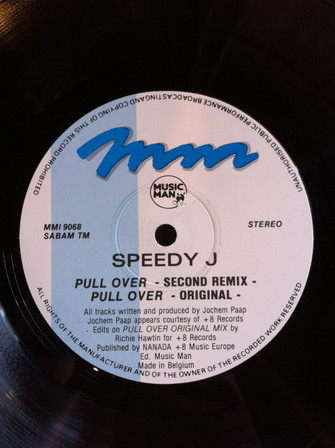 UNAUTHORISED PUBLIC PERFORMANCE BROADCASTING AND COPYING OF THIS RECORD PROHIBITED
mm
MUSIC
MAN
MMI 9068
SABAM TM
STEREO
SPEEDY J
PULL OVER - SECOND REMIX -
PULL OVER - ORIGINAL -
All tracks written and produced by Jochem Paap
Jochem Paap appears courtesy of +8 Records
- Edits on PULL OVER ORIGINAL MIX by
Richie Hawtin for +8 Records
Published by NANADA +8 Music Europe
Ed. Music Man
Made in Belgium
ALL RIGHTS OF THE MANUFACTURER AND OF THE OWNER OF THE RECORDED WORK RESERVED